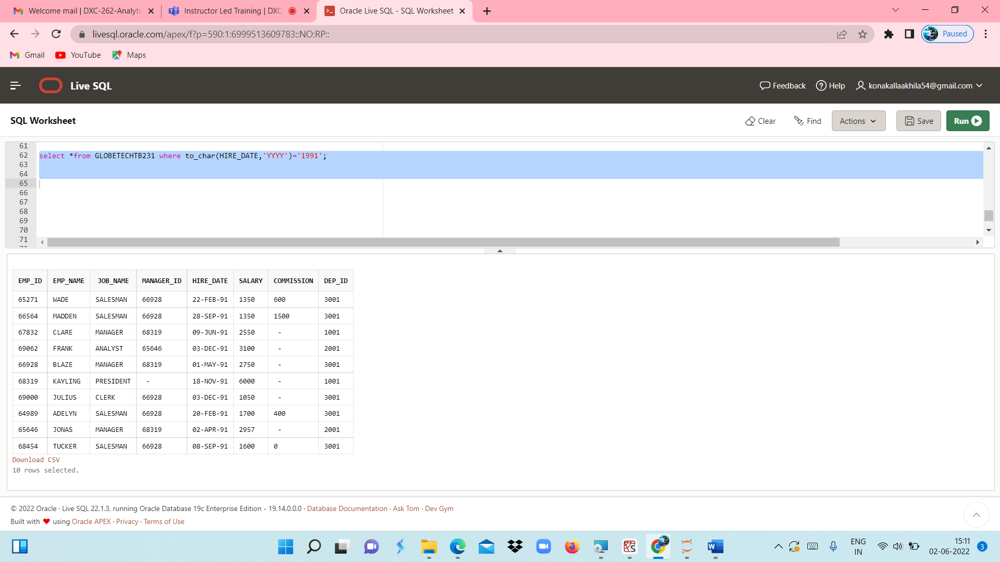 Welcome mail | DXC-262-Analyti
Instructor Led Training | DXC
Oracle Live SQL - SQL Worksheet
livesql.oracle.com/apex/f?p=590:1:6999513609783::NO:RP::
Paused
Gmail
YouTube
Maps
Live SQL
Feedback
Help
konakallaakhila54@gmail.com
SQL Worksheet
Clear
Find
Actions
Save
Run
61
62 select *from GLOBETECHTB231 where to_char(HIRE_DATE,'YYYY')='1991';
63
64
65
66
67
68
69
70
71
EMP_ID EMP_NAME JOB_NAME MANAGER_ID HIRE_DATE SALARY COMMISSION DEP_ID
65271 WADE SALESMAN 66928 22-FEB-91 1350 600 3001
66564 MADDEN SALESMAN 66928 28-SEP-91 1350 1500 3001
67832 CLARE MANAGER 68319 09-JUN-91 2550 - 1001
69062 FRANK ANALYST 65646 03-DEC-91 3100 - 2001
66928 BLAZE MANAGER 68319 01-MAY-91 2750 - 3001
68319 KAYLING PRESIDENT - 18-NOV-91 6000 - 1001
69000 JULIUS CLERK 66928 03-DEC-91 1050 - 3001
64989 ADELYN SALESMAN 66928 20-FEB-91 1700 400 3001
65646 JONAS MANAGER 68319 02-APR-91 2957 - 2001
68454 TUCKER SALESMAN 66928 08-SEP-91 1600 0 3001
Download CSV
10 rows selected.
© 2022 Oracle · Live SQL 22.1.3, running Oracle Database 19c Enterprise Edition - 19.14.0.0.0 · Database Documentation · Ask Tom · Dev Gym
Built with ❤ using Oracle APEX · Privacy · Terms of Use
ENG
IN
15:11
02-06-2022
3